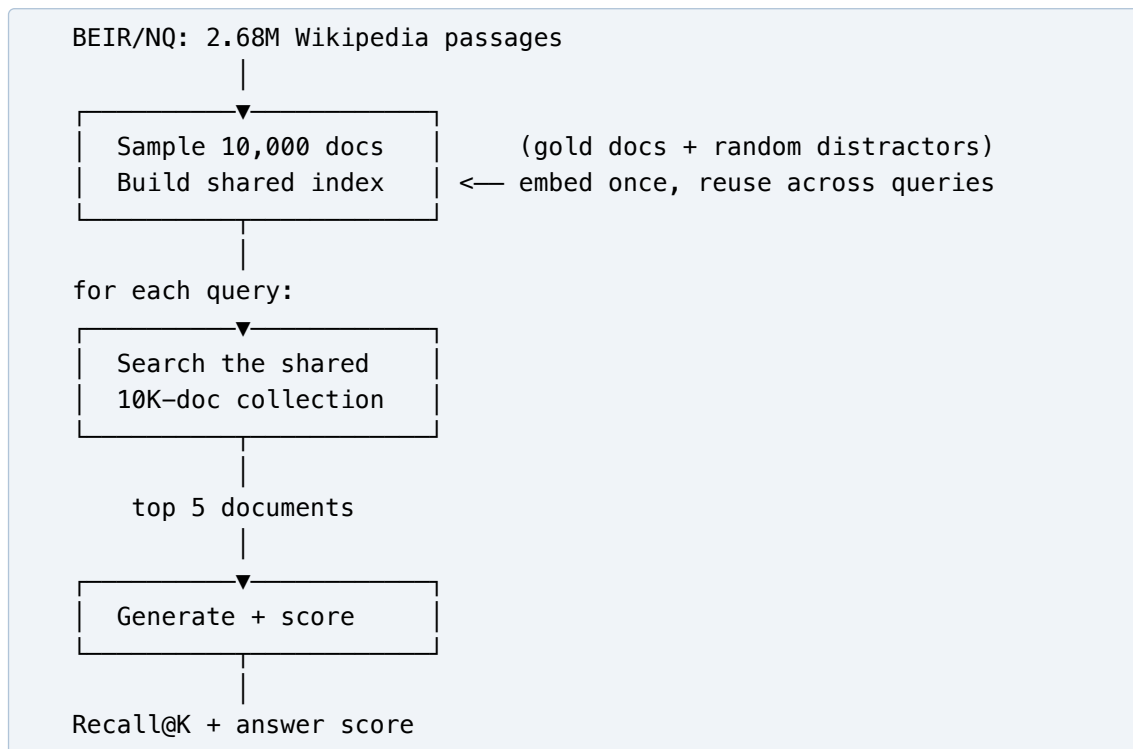 BEIR/NQ: 2.68M Wikipedia passages
Sample 10,000 docs (gold docs + random distractors)
Build shared index <── embed once, reuse across queries
for each query:
Search the shared
10K-doc collection
top 5 documents
Generate + score
Recall@K + answer score